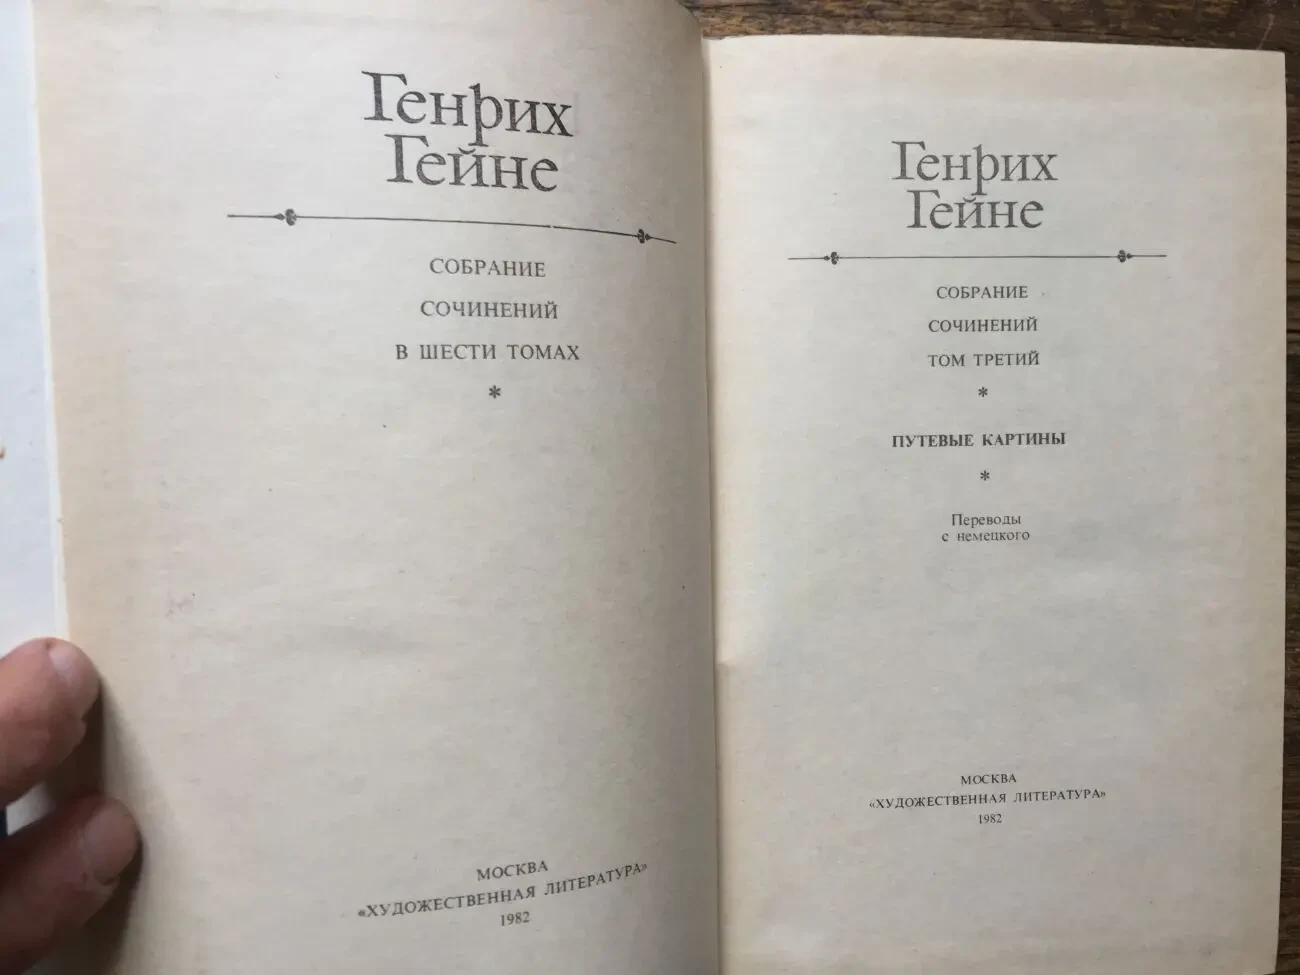 Генрих
Гейне
СОБРАНИЕ
СОЧИНЕНИЙ
В ШЕСТИ ТОМАХ
*
МОСКВА
«ХУДОЖЕСТВЕННАЯ ЛИТЕРАТУРА»
1982
Генрих
Гейне
СОБРАНИЕ
СОЧИНЕНИЙ
ТОМ ТРЕТИЙ
*
ПУТЕВЫЕ КАРТИНЫ
*
Переводы
с немецкого
МОСКВА
«ХУДОЖЕСТВЕННАЯ ЛИТЕРАТУРА»
1982